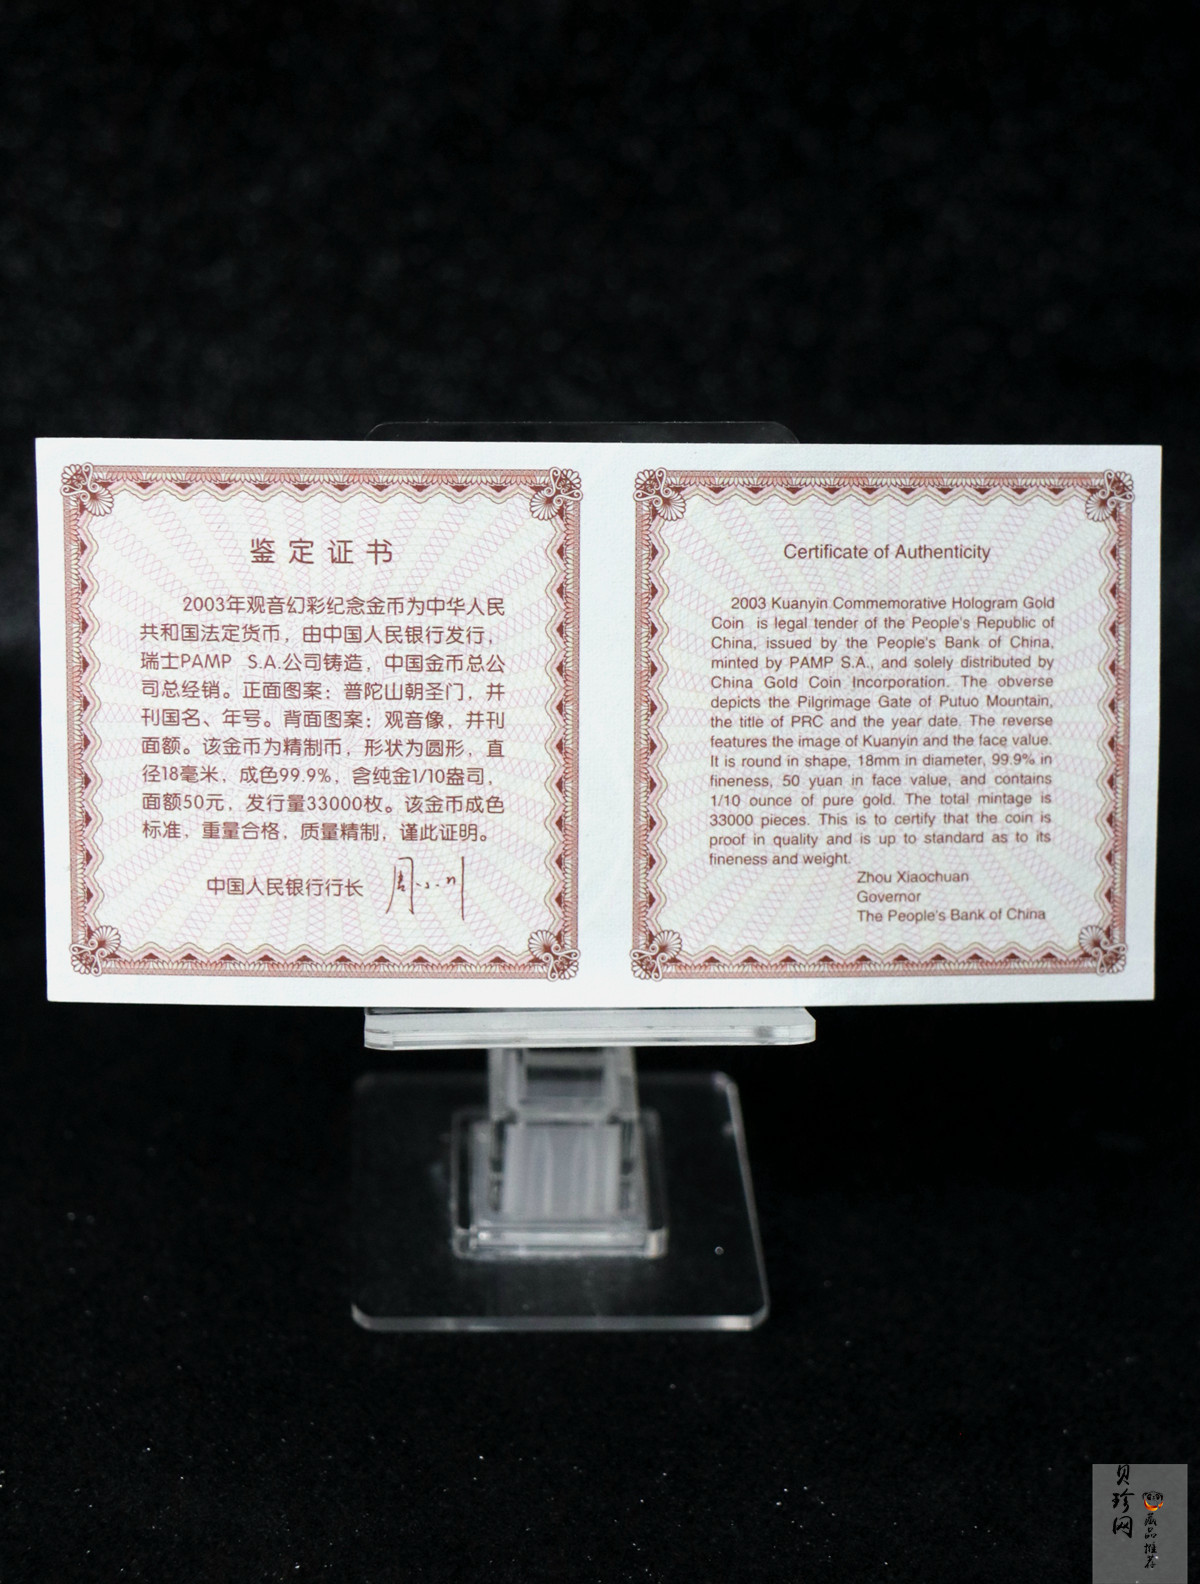 鉴定证书
2003年观音幻彩纪念金币为中华人民
共和国法定货币，由中国人民银行发行，
瑞士PAMP S.A.公司铸造，中国金币总公
司总经销。正面图案：普陀山朝圣门，并
刊国名、年号。背面图案：观音像，并刊
面额。该金币为精制币，形状为圆形，直
径18毫米，成色99.9%，含纯金1/10盎司，
面额50元，发行量33000枚。该金币成色
标准，重量合格，质量精制，谨此证明。
中国人民银行行长 周小川
Certificate of Authenticity
2003 Kuanyin Commemorative Hologram Gold
Coin is legal tender of the People's Republic of
China, issued by the People's Bank of China,
minted by PAMP S.A., and solely distributed by
China Gold Coin Incorporation. The obverse
depicts the Pilgrimage Gate of Putuo Mountain,
the title of PRC and the year date. The reverse
features the image of Kuanyin and the face value.
It is round in shape, 18mm in diameter, 99.9% in
fineness, 50 yuan in face value, and contains
1/10 ounce of pure gold. The total mintage is
33000 pieces. This is to certify that the coin is
proof in quality and is up to standard as to its
fineness and weight.
Zhou Xiaochuan
Governor
The People's Bank of China
贝珍网
藏品推荐